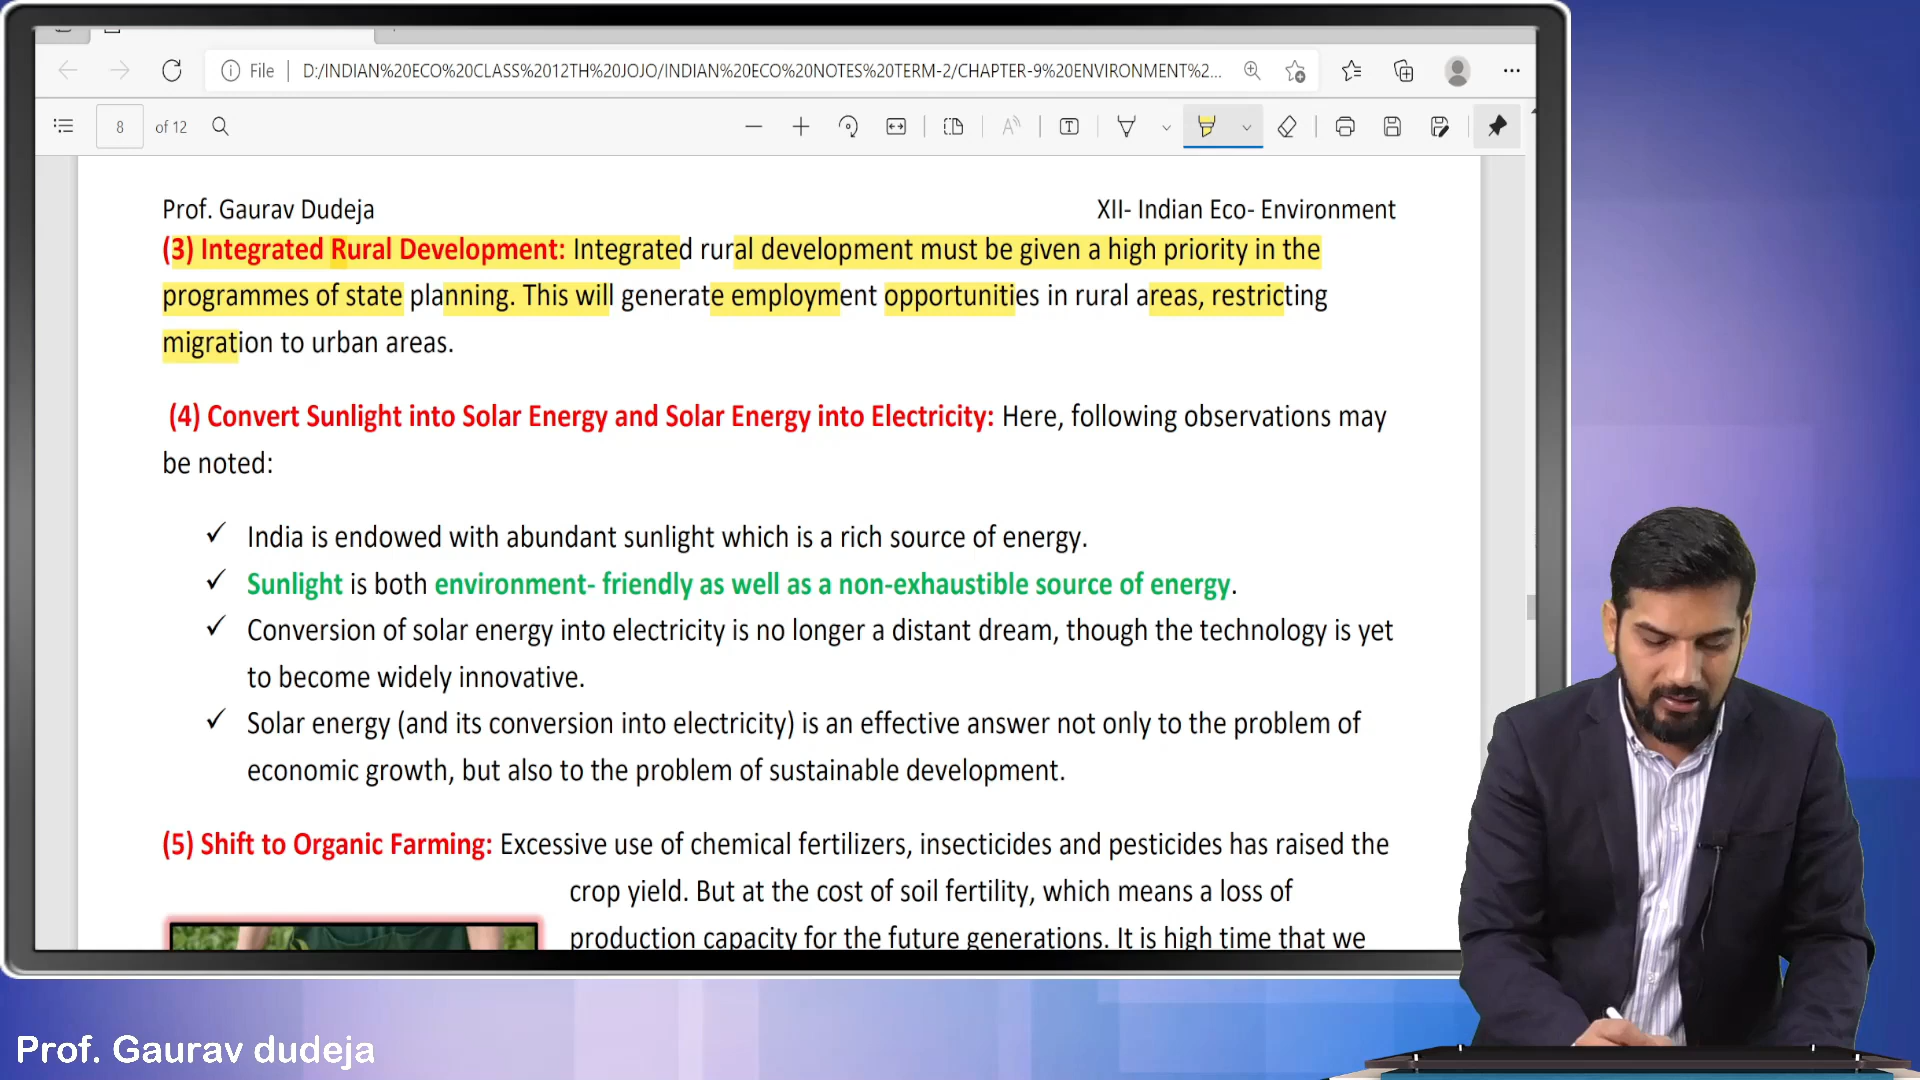 File
D:/INDIAN%20ECO%20CLASS%2012TH%20JOJO/INDIAN%20ECO%20NOTES%20TERM-2/CHAPTER-9%20ENVIRONMENT%2...
8 of 12
Prof. Gaurav Dudeja
XII- Indian Eco- Environment
(3) Integrated Rural Development: Integrated rural development must be given a high priority in the
programmes of state planning. This will generate employment opportunities in rural areas, restricting
migration to urban areas.
(4) Convert Sunlight into Solar Energy and Solar Energy into Electricity: Here, following observations may
be noted:
✓ India is endowed with abundant sunlight which is a rich source of energy.
✓ Sunlight is both environment- friendly as well as a non-exhaustible source of energy.
✓ Conversion of solar energy into electricity is no longer a distant dream, though the technology is yet
to become widely innovative.
✓ Solar energy (and its conversion into electricity) is an effective answer not only to the problem of
economic growth, but also to the problem of sustainable development.
(5) Shift to Organic Farming: Excessive use of chemical fertilizers, insecticides and pesticides has raised the
crop yield. But at the cost of soil fertility, which means a loss of
production capacity for the future generations. It is high time that we
Prof. Gaurav dudeja